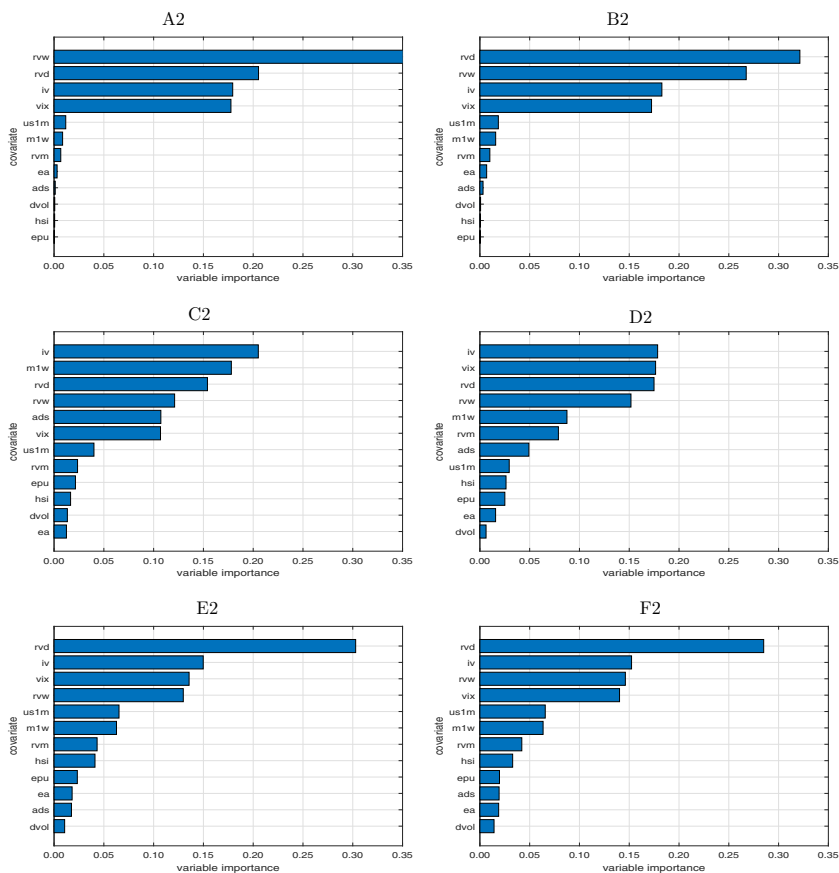 A2
rvw
rvd
iv
vix
us1m
m1w
rvm
ea
ads
dvol
hsi
epu
covariate
0.00 0.05 0.10 0.15 0.20 0.25 0.30 0.35
variable importance
B2
rvd
rvw
iv
vix
us1m
m1w
rvm
ea
ads
dvol
hsi
epu
covariate
0.00 0.05 0.10 0.15 0.20 0.25 0.30 0.35
variable importance
C2
iv
m1w
rvd
rvw
ads
vix
us1m
rvm
epu
hsi
dvol
ea
covariate
0.00 0.05 0.10 0.15 0.20 0.25 0.30 0.35
variable importance
D2
iv
vix
rvd
rvw
m1w
rvm
ads
us1m
hsi
epu
ea
dvol
covariate
0.00 0.05 0.10 0.15 0.20 0.25 0.30 0.35
variable importance
E2
rvd
iv
vix
rvw
us1m
m1w
rvm
hsi
epu
ea
ads
dvol
covariate
0.00 0.05 0.10 0.15 0.20 0.25 0.30 0.35
variable importance
F2
rvd
iv
rvw
vix
us1m
m1w
rvm
hsi
epu
ads
ea
dvol
covariate
0.00 0.05 0.10 0.15 0.20 0.25 0.30 0.35
variable importance